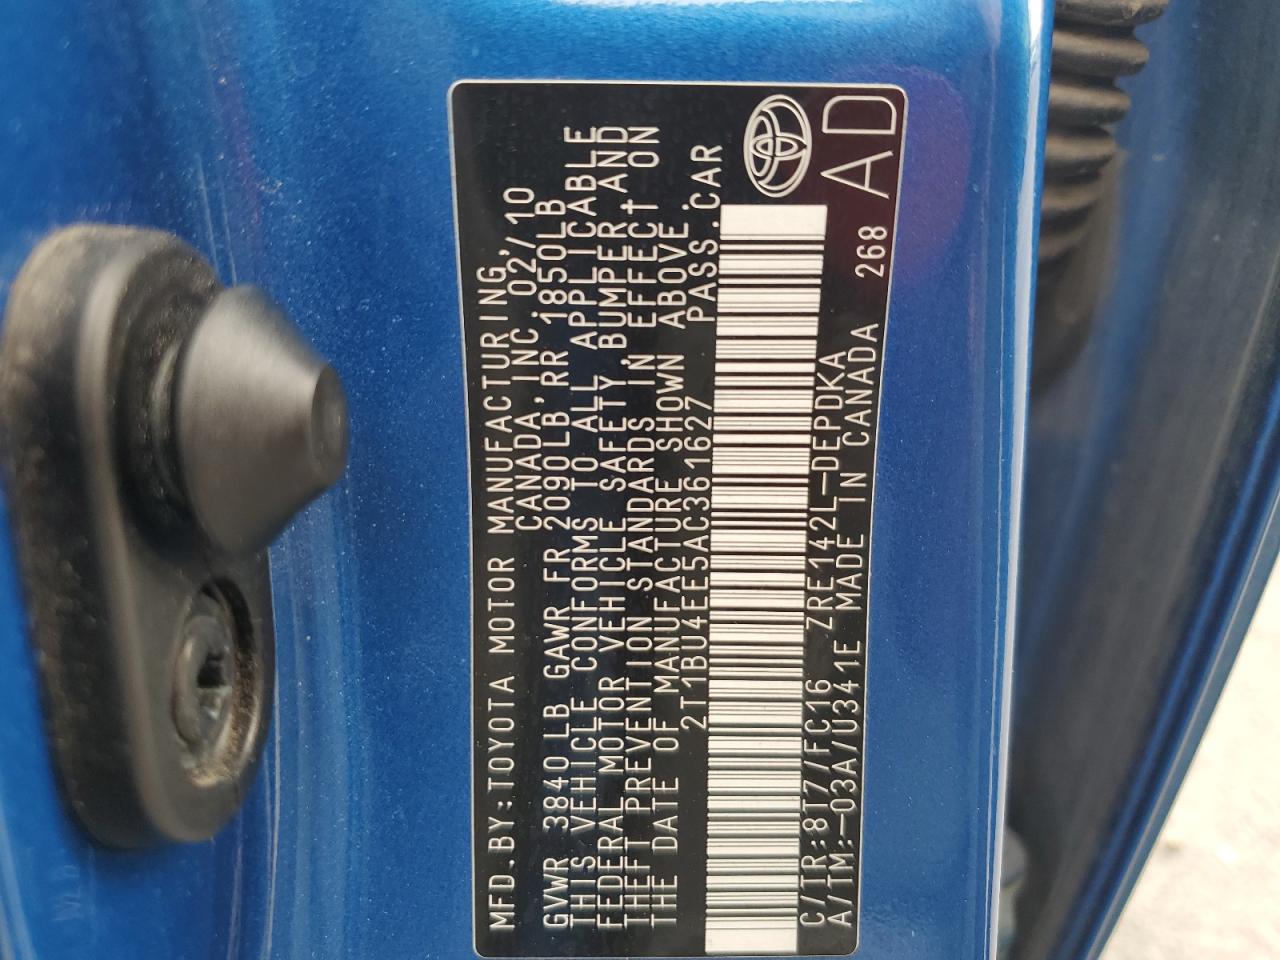 MFD.BY:TOYOTA MOTOR MANUFACTURING,
CANADA,INC. 02/10
GVWR 3840 LB GAWR FR 2090LB,RR 1850LB
THIS VEHICLE CONFORMS TO ALL APPLICABLE
FEDERAL MOTOR VEHICLE SAFETY,BUMPER,AND
THEFT PREVENTION STANDARDS IN EFFECT ON
THE DATE OF MANUFACTURE SHOWN ABOVE.
2T1BU4EE5AC361627 PASS.CAR
C/TR:8T7/FC16 ZRE142L-DEPDKA 268
A/TM:-03A/U341E MADE IN CANADA
AD